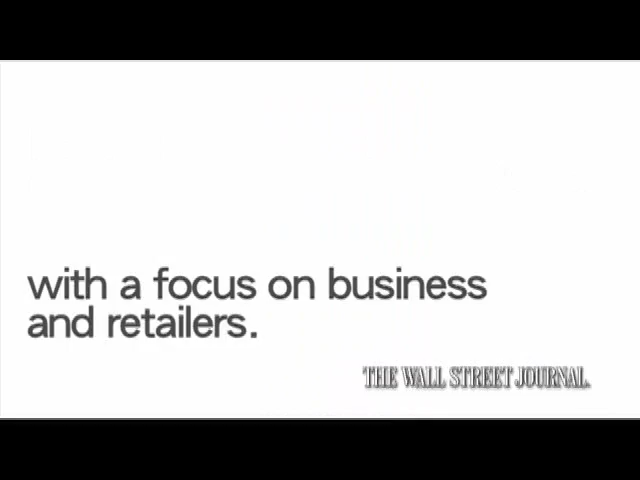 with a focus on business
and retailers.
THE WALL STREET JOURNAL.